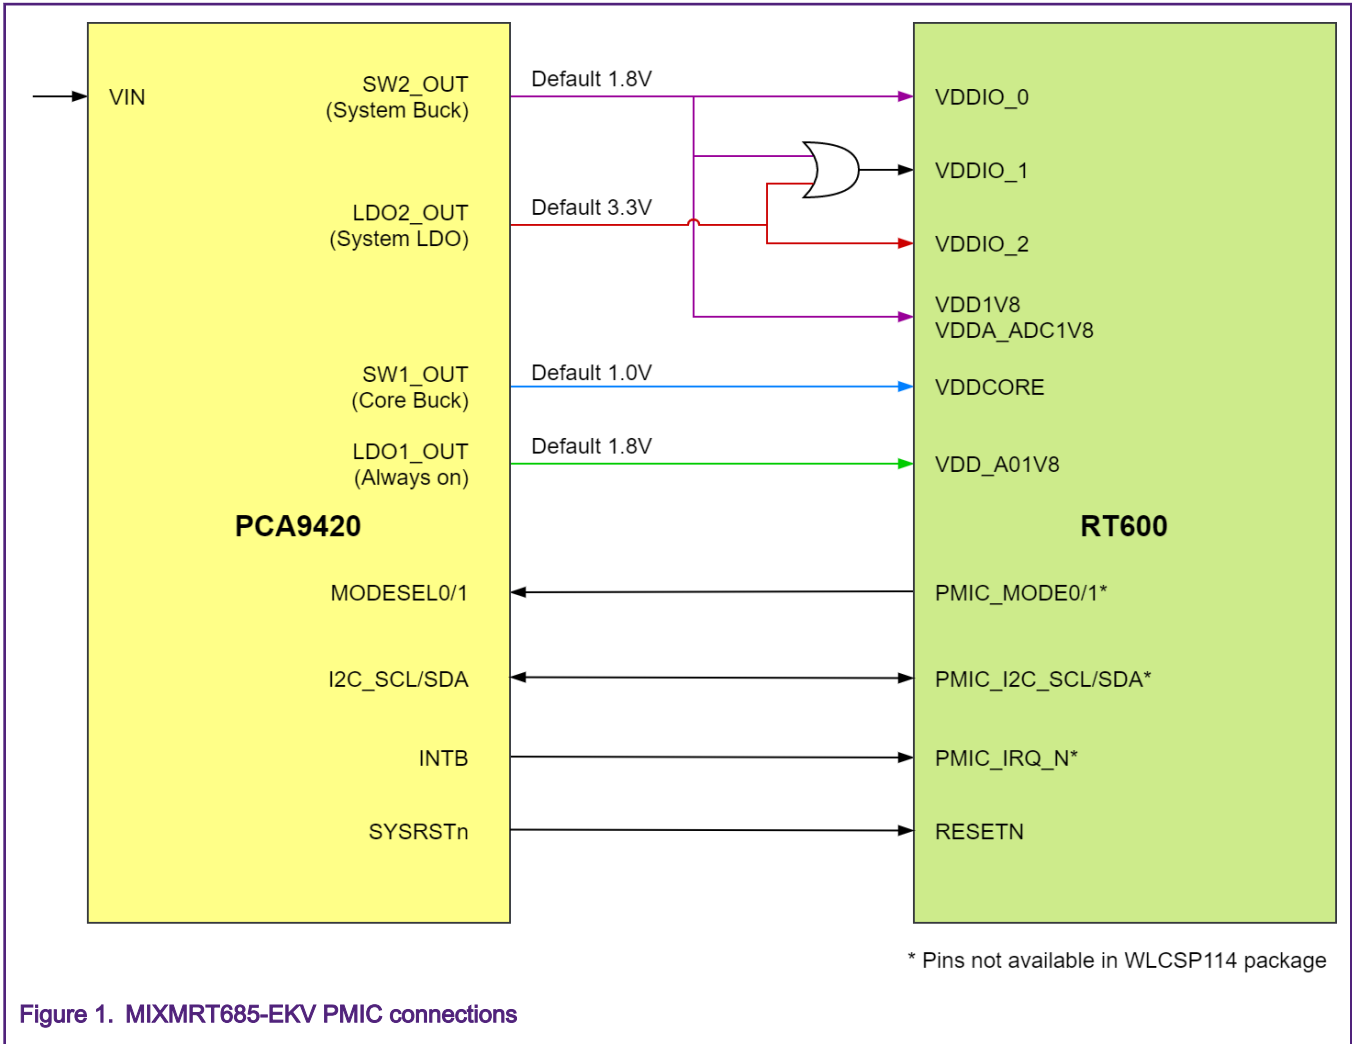 VIN
SW2_OUT
(System Buck)
Default 1.8V
VDDIO_0
VDDIO_1
LDO2_OUT
(System LDO)
Default 3.3V
VDDIO_2
VDD1V8
VDDA_ADC1V8
SW1_OUT
(Core Buck)
Default 1.0V
VDDCORE
LDO1_OUT
(Always on)
Default 1.8V
VDD_A01V8
PCA9420
RT600
MODESEL0/1
PMIC_MODE0/1*
I2C_SCL/SDA
PMIC_I2C_SCL/SDA*
INTB
PMIC_IRQ_N*
SYSRSTn
RESETN
* Pins not available in WLCSP114 package
Figure 1. MIXMRT685-EKV PMIC connections